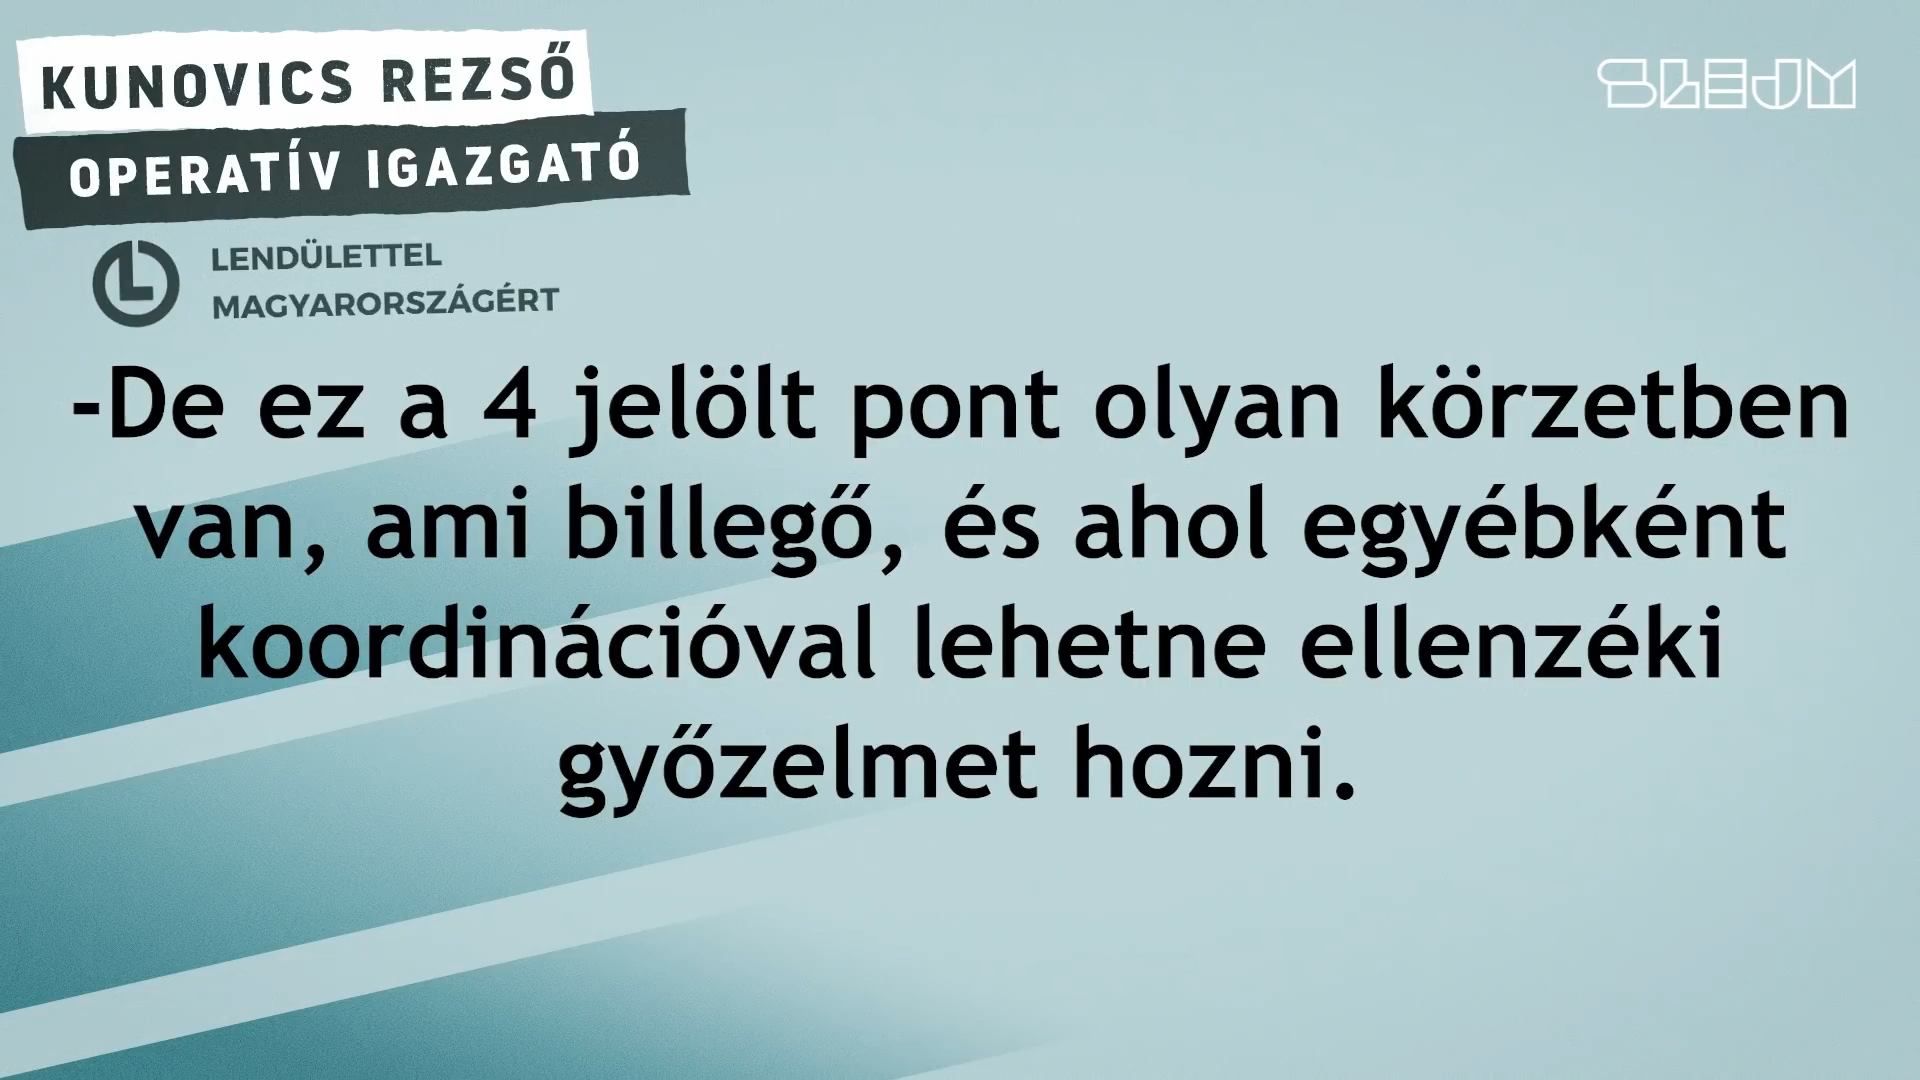 KUNOVICS REZSŐ
OPERATÍV IGAZGATÓ
LENDÜLETTEL
MAGYARORSZÁGÉRT
SLEJM
-De ez a 4 jelölt pont olyan körzetben
van, ami billegő, és ahol egyébként
koordinációval lehetne ellenzéki
győzelmet hozni.